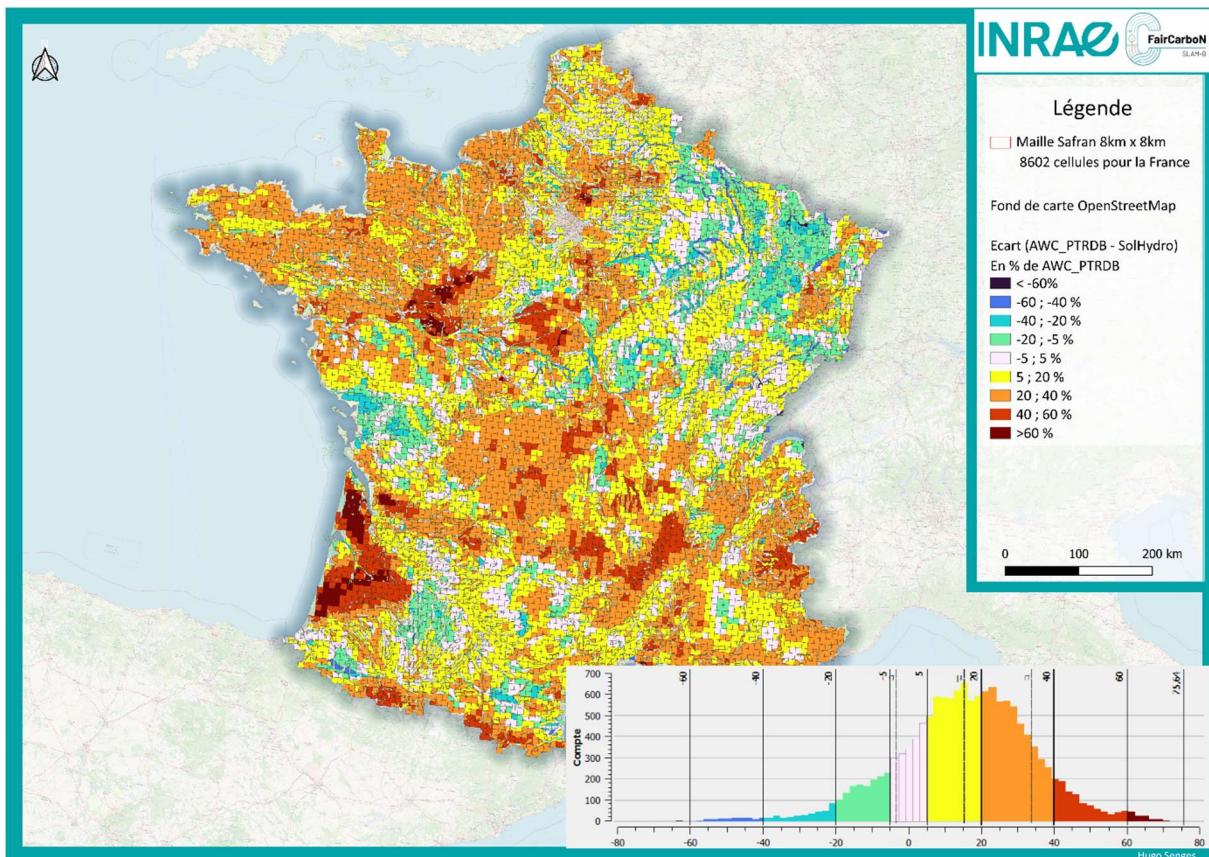 INRAE
FairCarboN
SLAM-B
Légende
Maille Safran 8km x 8km
8602 cellules pour la France
Fond de carte OpenStreetMap
Ecart (AWC_PTRDB - SolHydro)
En % de AWC_PTRDB
< -60%
-60 ; -40 %
-40 ; -20 %
-20 ; -5 %
-5 ; 5 %
5 ; 20 %
20 ; 40 %
40 ; 60 %
>60 %
0 100 200 km
-60 -40 -20 -5 5 20 40 60 75,64
Compte
700
600
500
400
300
200
100
0
-80 -60 -40 -20 0 20 40 60 80
Hugo Senges